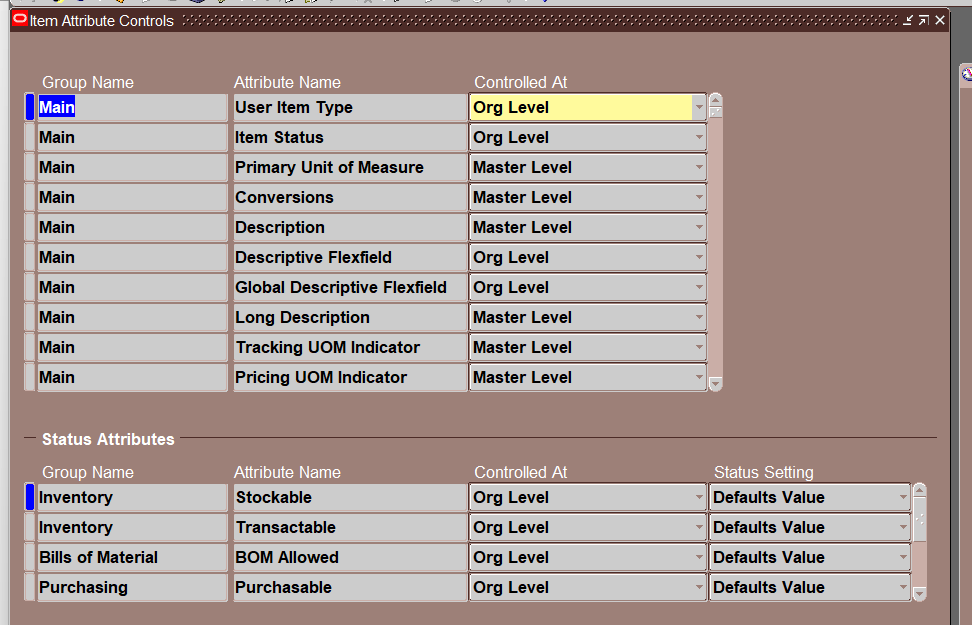 Item Attribute Controls
Group Name Attribute Name Controlled At
Main User Item Type Org Level
Main Item Status Org Level
Main Primary Unit of Measure Master Level
Main Conversions Master Level
Main Description Master Level
Main Descriptive Flexfield Org Level
Main Global Descriptive Flexfield Org Level
Main Long Description Master Level
Main Tracking UOM Indicator Master Level
Main Pricing UOM Indicator Master Level
Status Attributes
Group Name Attribute Name Controlled At Status Setting
Inventory Stockable Org Level Defaults Value
Inventory Transactable Org Level Defaults Value
Bills of Material BOM Allowed Org Level Defaults Value
Purchasing Purchasable Org Level Defaults Value